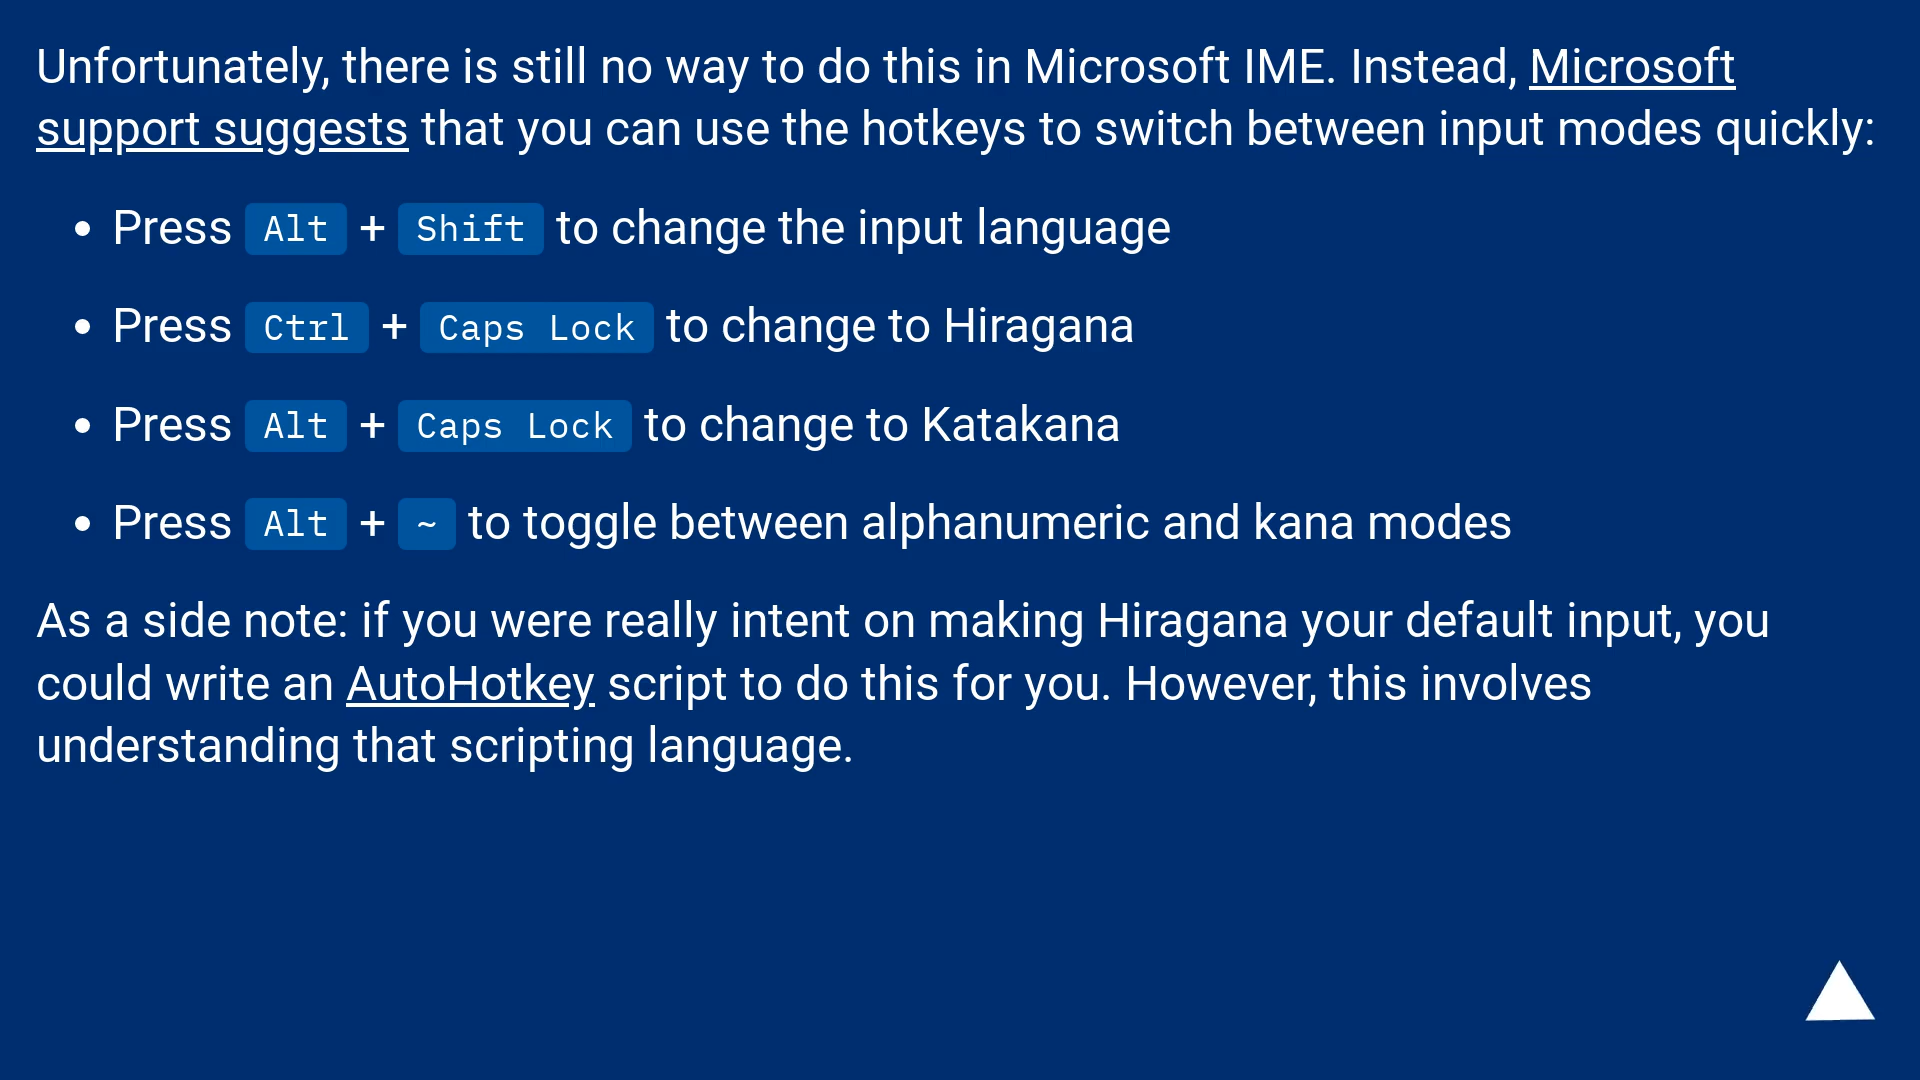 Unfortunately, there is still no way to do this in Microsoft IME. Instead, Microsoft
support suggests that you can use the hotkeys to switch between input modes quickly:
• Press Alt + Shift to change the input language
• Press Ctrl + Caps Lock to change to Hiragana
• Press Alt + Caps Lock to change to Katakana
• Press Alt + ~ to toggle between alphanumeric and kana modes
As a side note: if you were really intent on making Hiragana your default input, you
could write an AutoHotkey script to do this for you. However, this involves
understanding that scripting language.